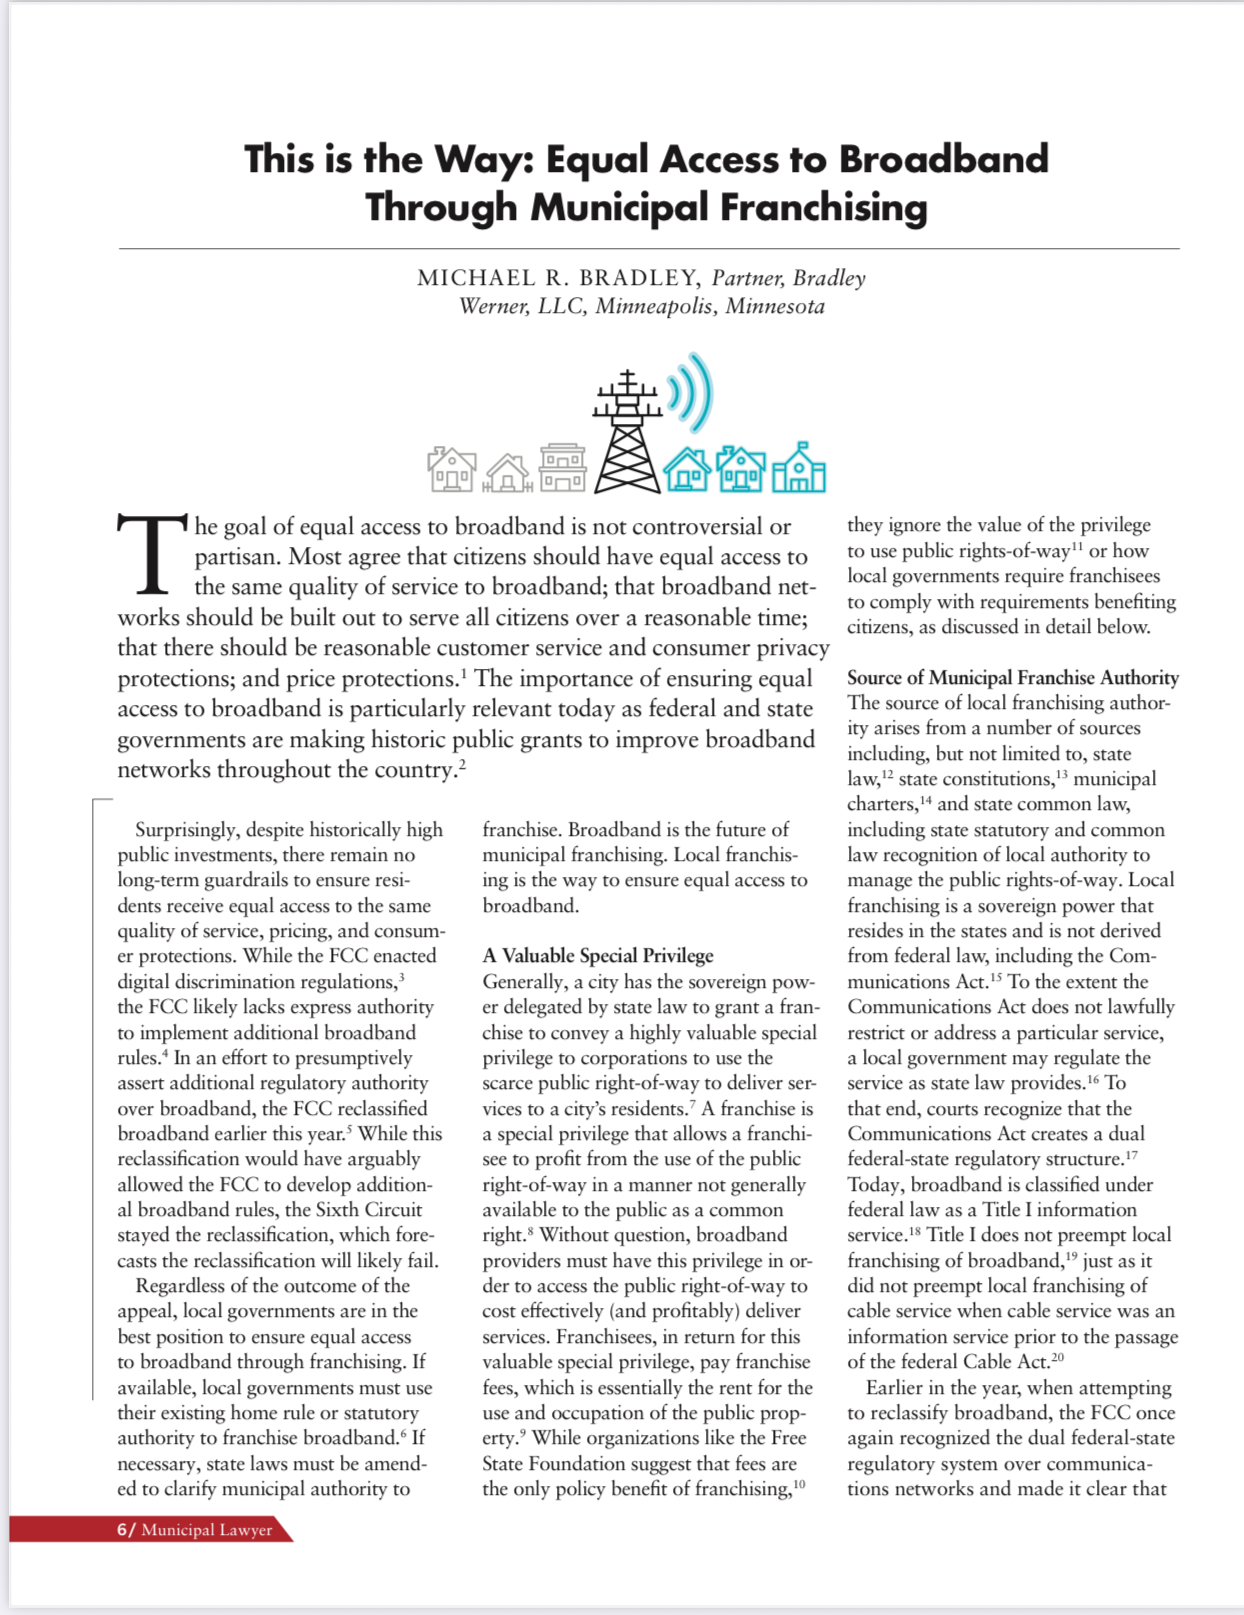 This is the Way: Equal Access to Broadband
Through Municipal Franchising
MICHAEL R. BRADLEY, Partner, Bradley
Werner, LLC, Minneapolis, Minnesota
The goal of equal access to broadband is not controversial or
partisan. Most agree that citizens should have equal access to
the same quality of service to broadband; that broadband net-
works should be built out to serve all citizens over a reasonable time;
that there should be reasonable customer service and consumer privacy
protections; and price protections.¹ The importance of ensuring equal
access to broadband is particularly relevant today as federal and state
governments are making historic public grants to improve broadband
networks throughout the country.²
Surprisingly, despite historically high
public investments, there remain no
long-term guardrails to ensure resi-
dents receive equal access to the same
quality of service, pricing, and consum-
er protections. While the FCC enacted
digital discrimination regulations,³
the FCC likely lacks express authority
to implement additional broadband
rules.⁴ In an effort to presumptively
assert additional regulatory authority
over broadband, the FCC reclassified
broadband earlier this year.⁵ While this
reclassification would have arguably
allowed the FCC to develop addition-
al broadband rules, the Sixth Circuit
stayed the reclassification, which fore-
casts the reclassification will likely fail.
Regardless of the outcome of the
appeal, local governments are in the
best position to ensure equal access
to broadband through franchising. If
available, local governments must use
their existing home rule or statutory
authority to franchise broadband.⁶ If
necessary, state laws must be amend-
ed to clarify municipal authority to
franchise. Broadband is the future of
municipal franchising. Local franchis-
ing is the way to ensure equal access to
broadband.
A Valuable Special Privilege
Generally, a city has the sovereign pow-
er delegated by state law to grant a fran-
chise to convey a highly valuable special
privilege to corporations to use the
scarce public right-of-way to deliver ser-
vices to a city's residents.⁷ A franchise is
a special privilege that allows a franchi-
see to profit from the use of the public
right-of-way in a manner not generally
available to the public as a common
right.⁸ Without question, broadband
providers must have this privilege in or-
der to access the public right-of-way to
cost effectively (and profitably) deliver
services. Franchisees, in return for this
valuable special privilege, pay franchise
fees, which is essentially the rent for the
use and occupation of the public prop-
erty.⁹ While organizations like the Free
State Foundation suggest that fees are
the only policy benefit of franchising,¹⁰
they ignore the value of the privilege
to use public rights-of-way¹¹ or how
local governments require franchisees
to comply with requirements benefiting
citizens, as discussed in detail below.
Source of Municipal Franchise Authority
The source of local franchising author-
ity arises from a number of sources
including, but not limited to, state
law,¹² state constitutions,¹³ municipal
charters,¹⁴ and state common law,
including state statutory and common
law recognition of local authority to
manage the public rights-of-way. Local
franchising is a sovereign power that
resides in the states and is not derived
from federal law, including the Com-
munications Act.¹⁵ To the extent the
Communications Act does not lawfully
restrict or address a particular service,
a local government may regulate the
service as state law provides.¹⁶ To
that end, courts recognize that the
Communications Act creates a dual
federal-state regulatory structure.¹⁷
Today, broadband is classified under
federal law as a Title I information
service.¹⁸ Title I does not preempt local
franchising of broadband,¹⁹ just as it
did not preempt local franchising of
cable service when cable service was an
information service prior to the passage
of the federal Cable Act.²⁰
Earlier in the year, when attempting
to reclassify broadband, the FCC once
again recognized the dual federal-state
regulatory system over communica-
tions networks and made it clear that
6/ Municipal Lawyer